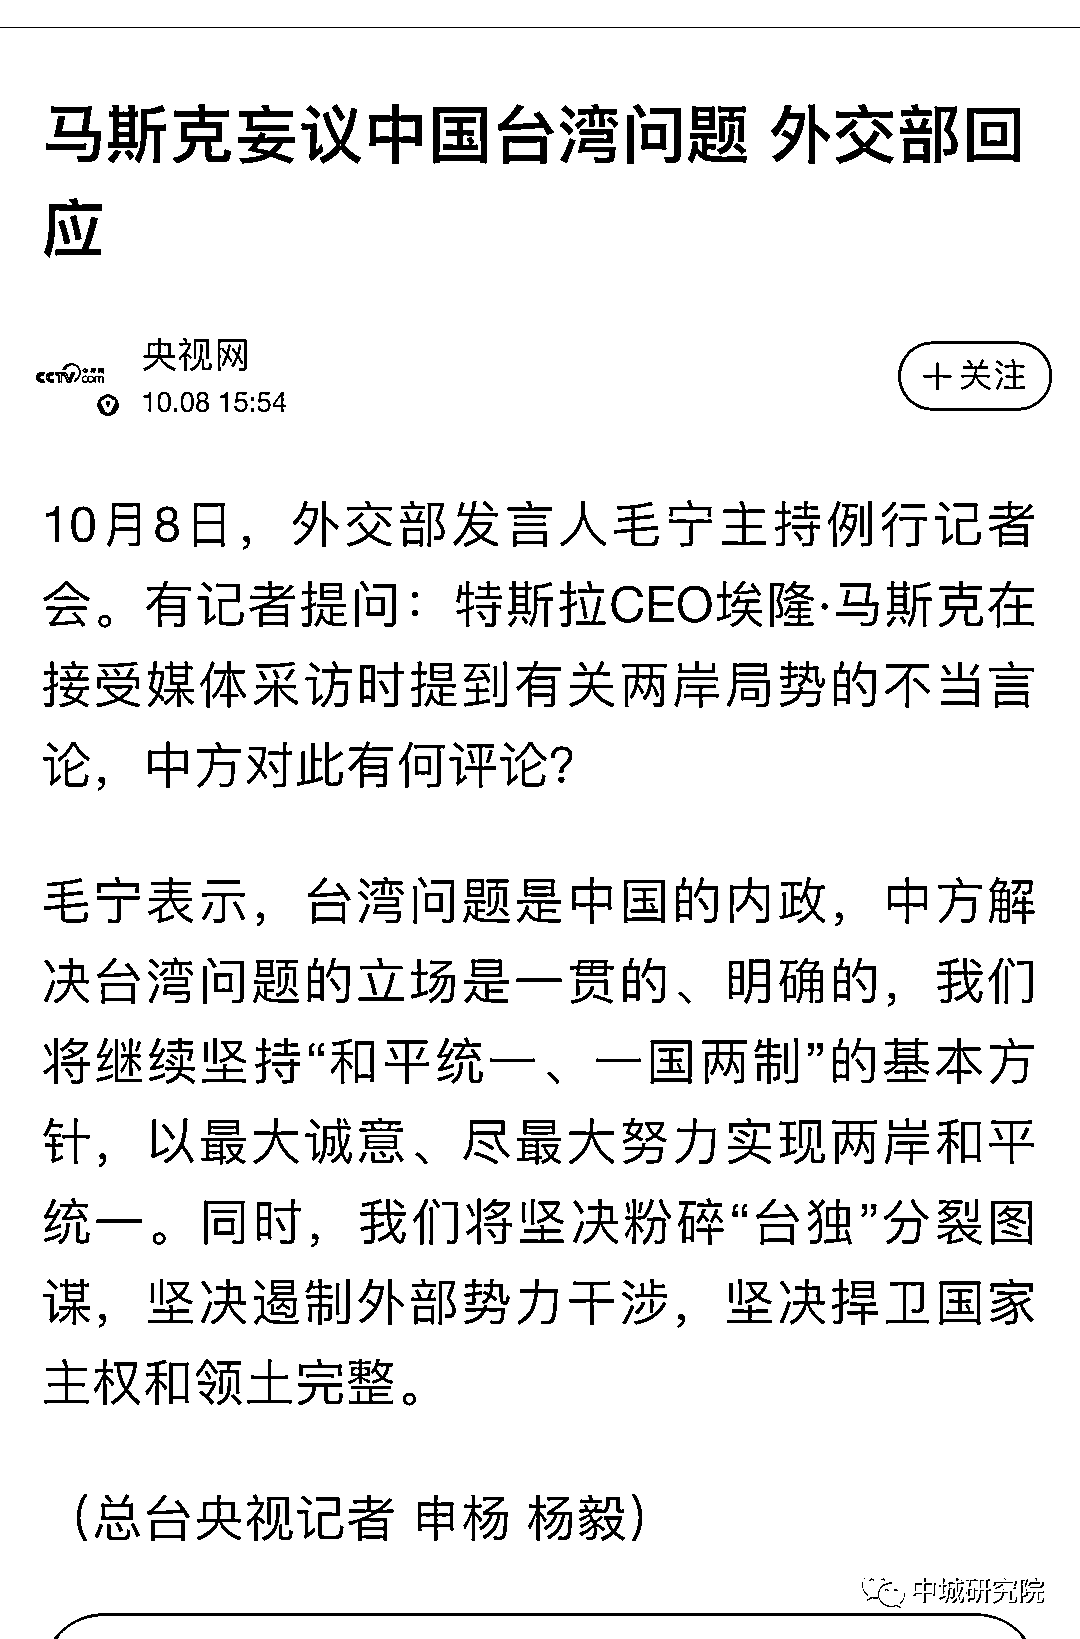 马斯克妄议中国台湾问题 外交部回
应
央视网
CCTV.com 央视网
10.08 15:54
＋关注
10月8日，外交部发言人毛宁主持例行记者
会。有记者提问：特斯拉CEO埃隆·马斯克在
接受媒体采访时提到有关两岸局势的不当言
论，中方对此有何评论？
毛宁表示，台湾问题是中国的内政，中方解
决台湾问题的立场是一贯的、明确的，我们
将继续坚持“和平统一、一国两制”的基本方
针，以最大诚意、尽最大努力实现两岸和平
统一。同时，我们将坚决粉碎“台独”分裂图
谋，坚决遏制外部势力干涉，坚决捍卫国家
主权和领土完整。
（总台央视记者 申杨 杨毅）
中城研究院